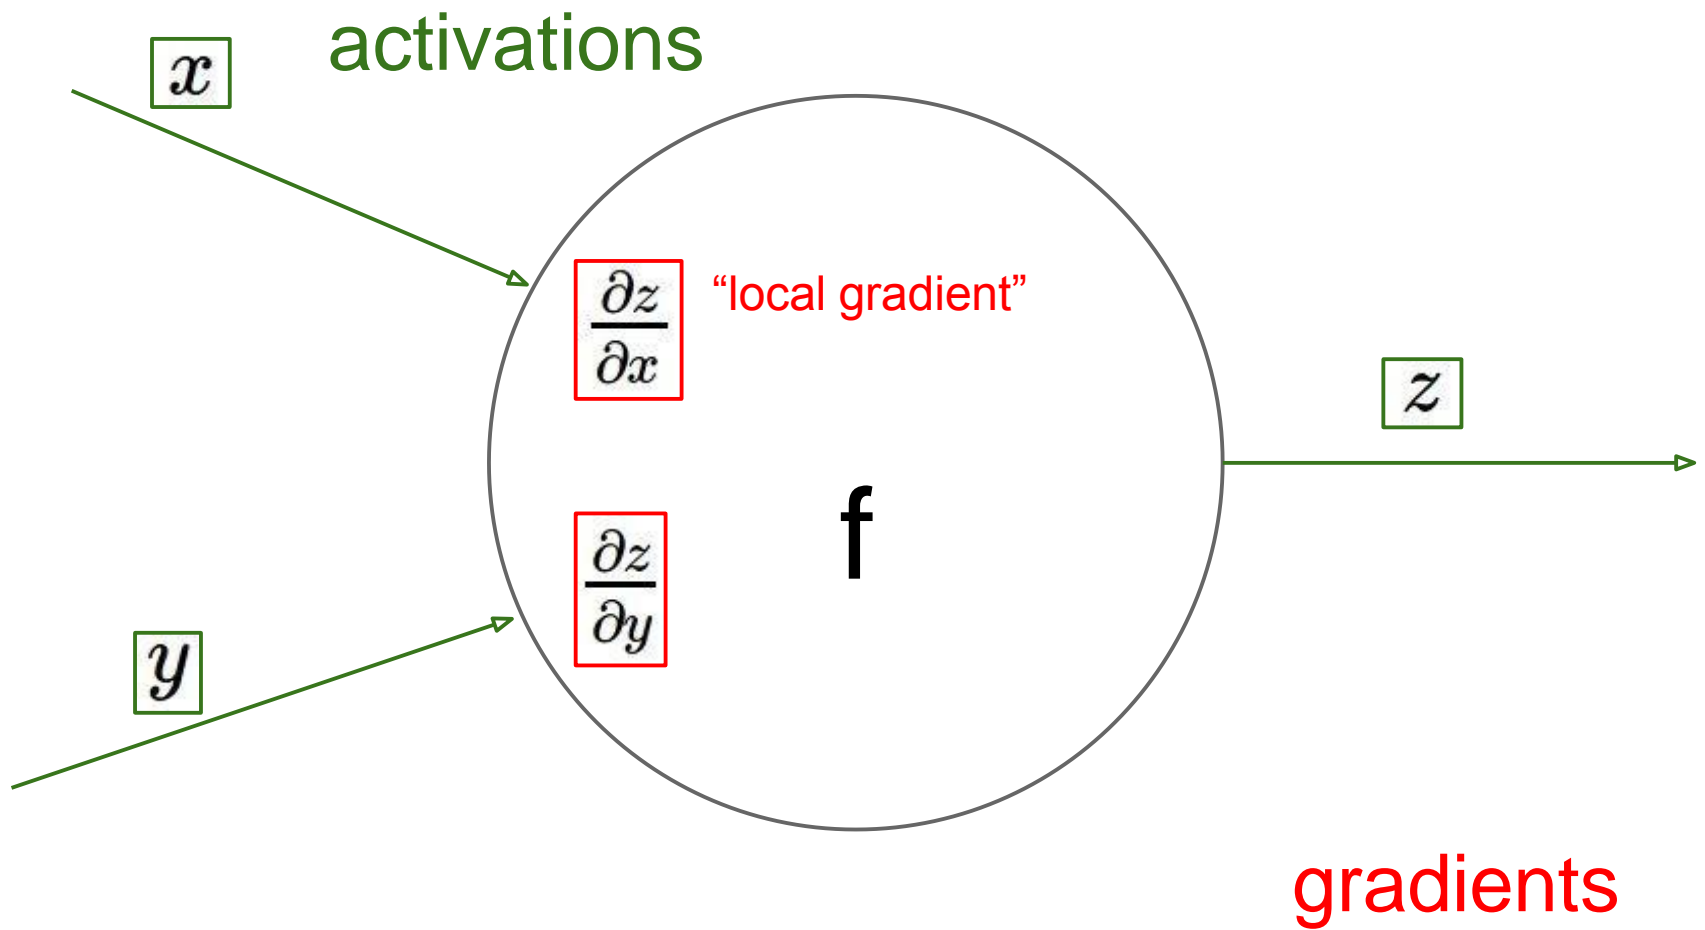 activations
x
∂z
∂x
“local gradient”
z
f
∂z
∂y
y
gradients